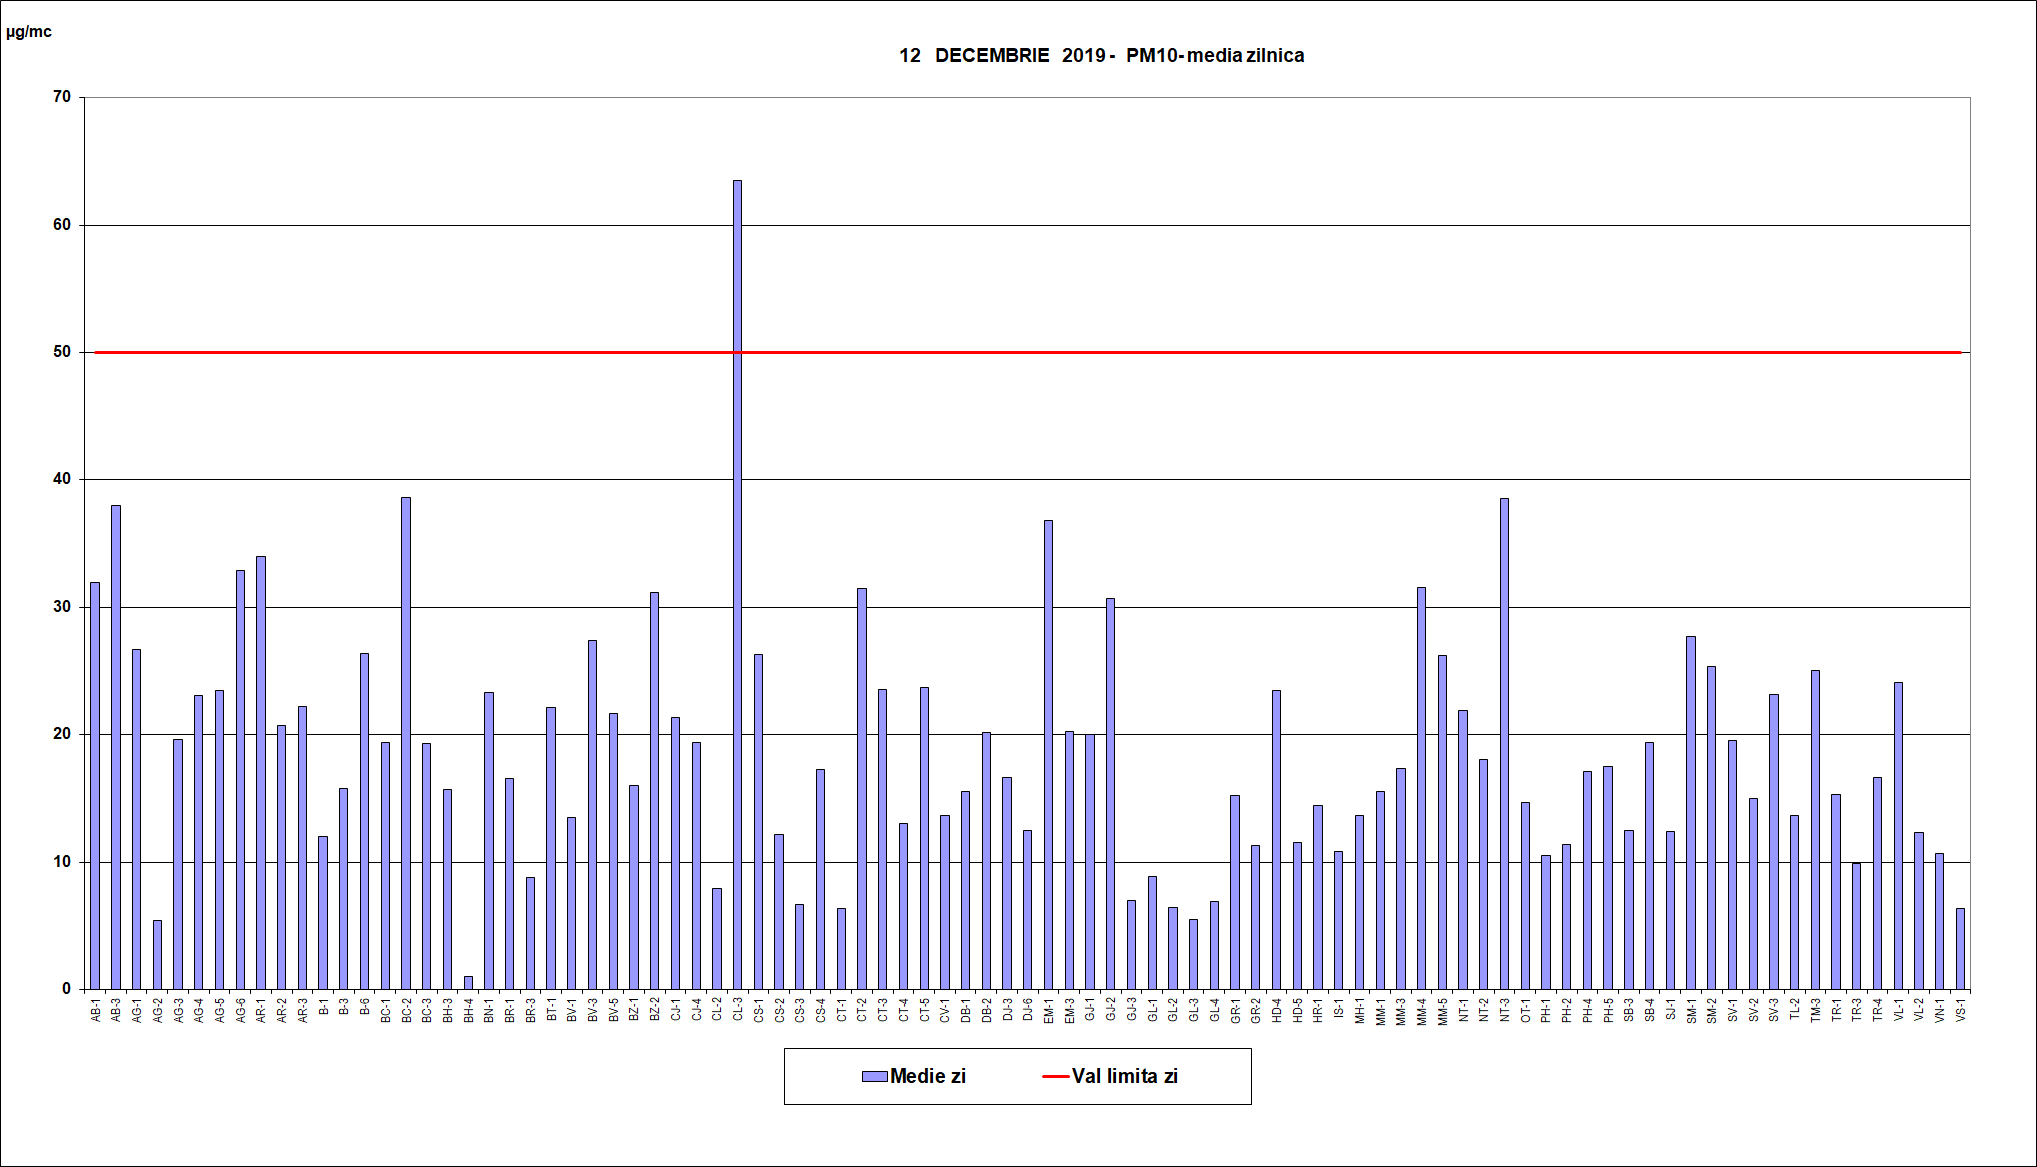 µg/mc
12 DECEMBRIE 2019 - PM10- media zilnica
70
60
50
40
30
20
10
0
AB-1 AB-3 AG-1 AG-2 AG-3 AG-4 AG-5 AG-6 AR-1 AR-2 AR-3 B-1 B-3 B-6 BC-1 BC-2 BC-3 BH-3 BH-4 BN-1 BR-1 BR-3 BT-1 BV-1 BV-3 BV-5 BZ-1 BZ-2 CJ-1 CJ-4 CL-2 CL-3 CS-1 CS-2 CS-3 CS-4 CT-1 CT-2 CT-3 CT-4 CT-5 CV-1 DB-1 DB-2 DJ-3 DJ-6 EM-1 EM-3 GJ-1 GJ-2 GJ-3 GL-1 GL-2 GL-3 GL-4 GR-1 GR-2 HD-4 HD-5 HR-1 IS-1 MH-1 MM-1 MM-3 MM-4 MM-5 NT-1 NT-2 NT-3 OT-1 PH-1 PH-2 PH-4 PH-5 SB-3 SB-4 SJ-1 SM-1 SM-2 SV-1 SV-2 SV-3 TL-2 TM-3 TR-1 TR-3 TR-4 VL-1 VL-2 VN-1 VS-1
Medie zi Val limita zi